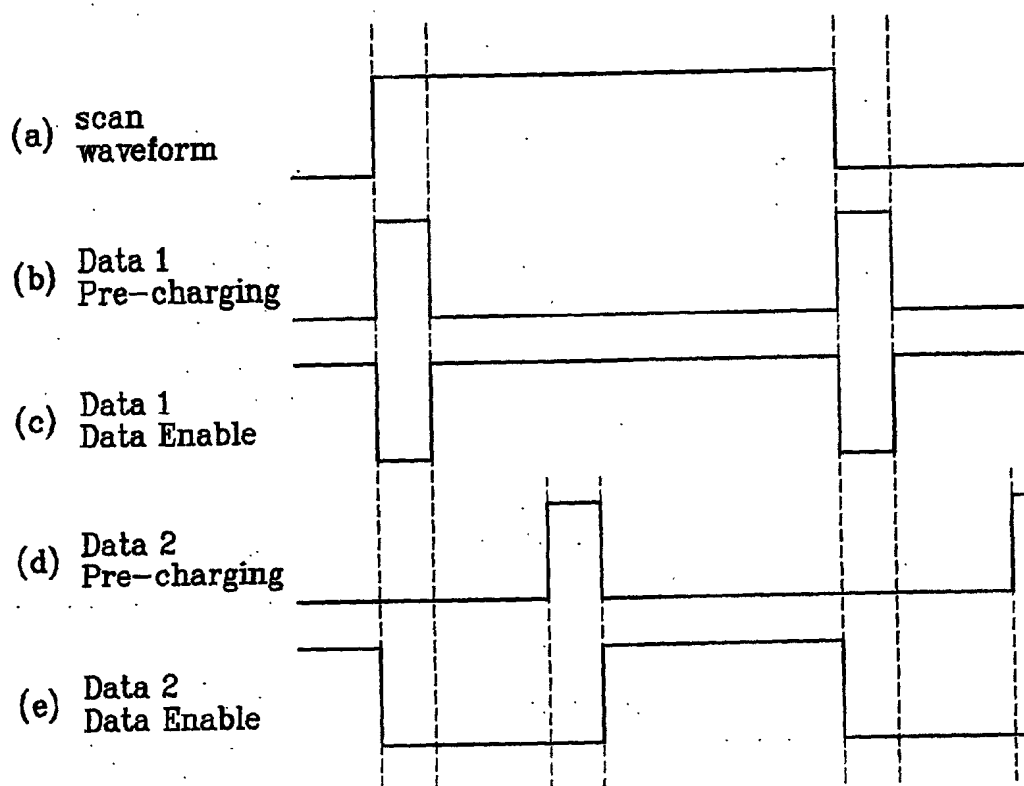 (a) scan
waveform
(b) Data 1
Pre-charging
(c) Data 1
Data Enable
(d) Data 2
Pre-charging
(e) Data 2
Data Enable